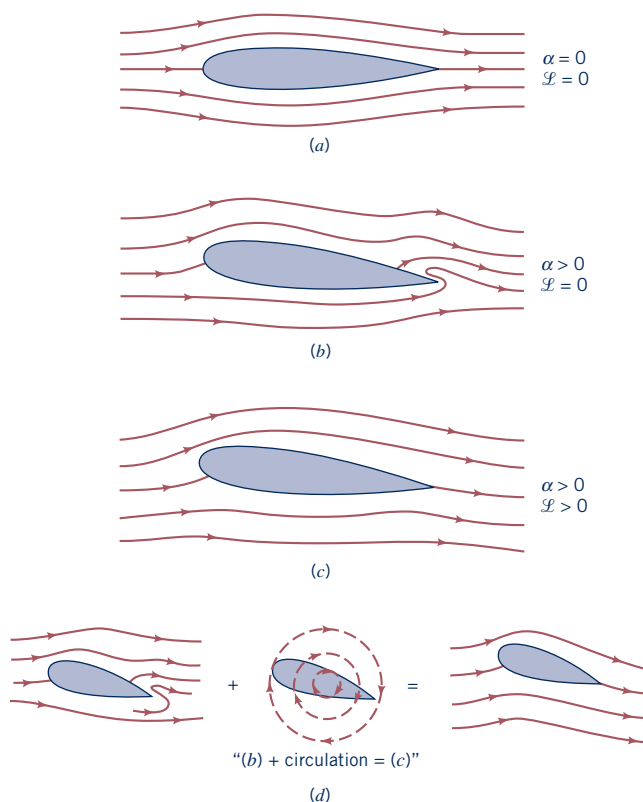 α = 0
ℒ = 0
(a)
α > 0
ℒ = 0
(b)
α > 0
ℒ > 0
(c)
+
=
“(b) + circulation = (c)”
(d)